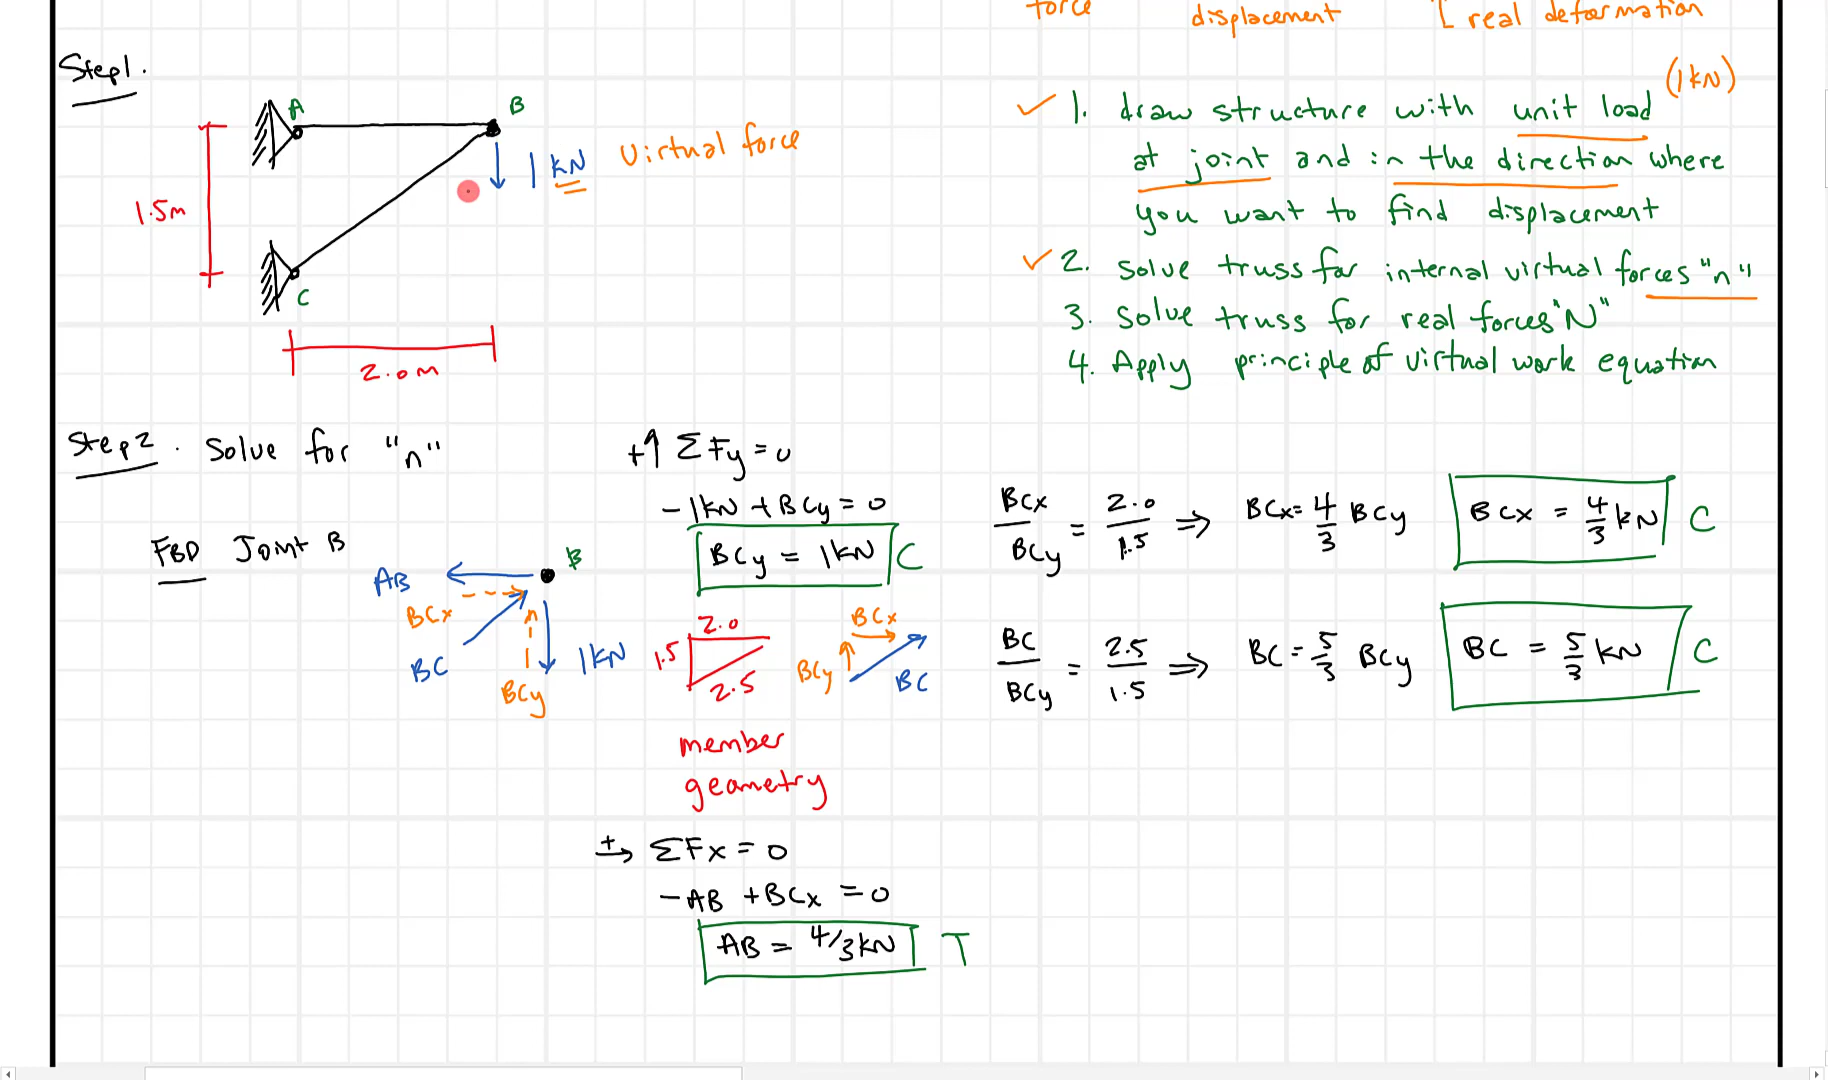 force
displacement
real deformation
Step1.
A
B
1 kN
virtual force
1.5m
C
2.0m
(1kN)
1. draw structure with unit load
at joint and in the direction where
you want to find displacement
2. Solve truss for internal virtual forces "n"
3. Solve truss for real forces "N"
4. Apply principle of virtual work equation
Step2. Solve for "n"
FBD Joint B
AB
B
BCx
BC
BCy
1kN
+↑ ΣFy = 0
-1kN + BCy = 0
BCy = 1kN C
2.0
1.5
2.5
BCx
BCy
BC
member
geometry
BCx/BCy = 2.0/1.5 ⇒ BCx = 4/3 BCy
BCx = 4/3 kN C
BC/BCy = 2.5/1.5 ⇒ BC = 5/3 BCy
BC = 5/3 kN C
+→ ΣFx = 0
-AB + BCx = 0
AB = 4/3kN T